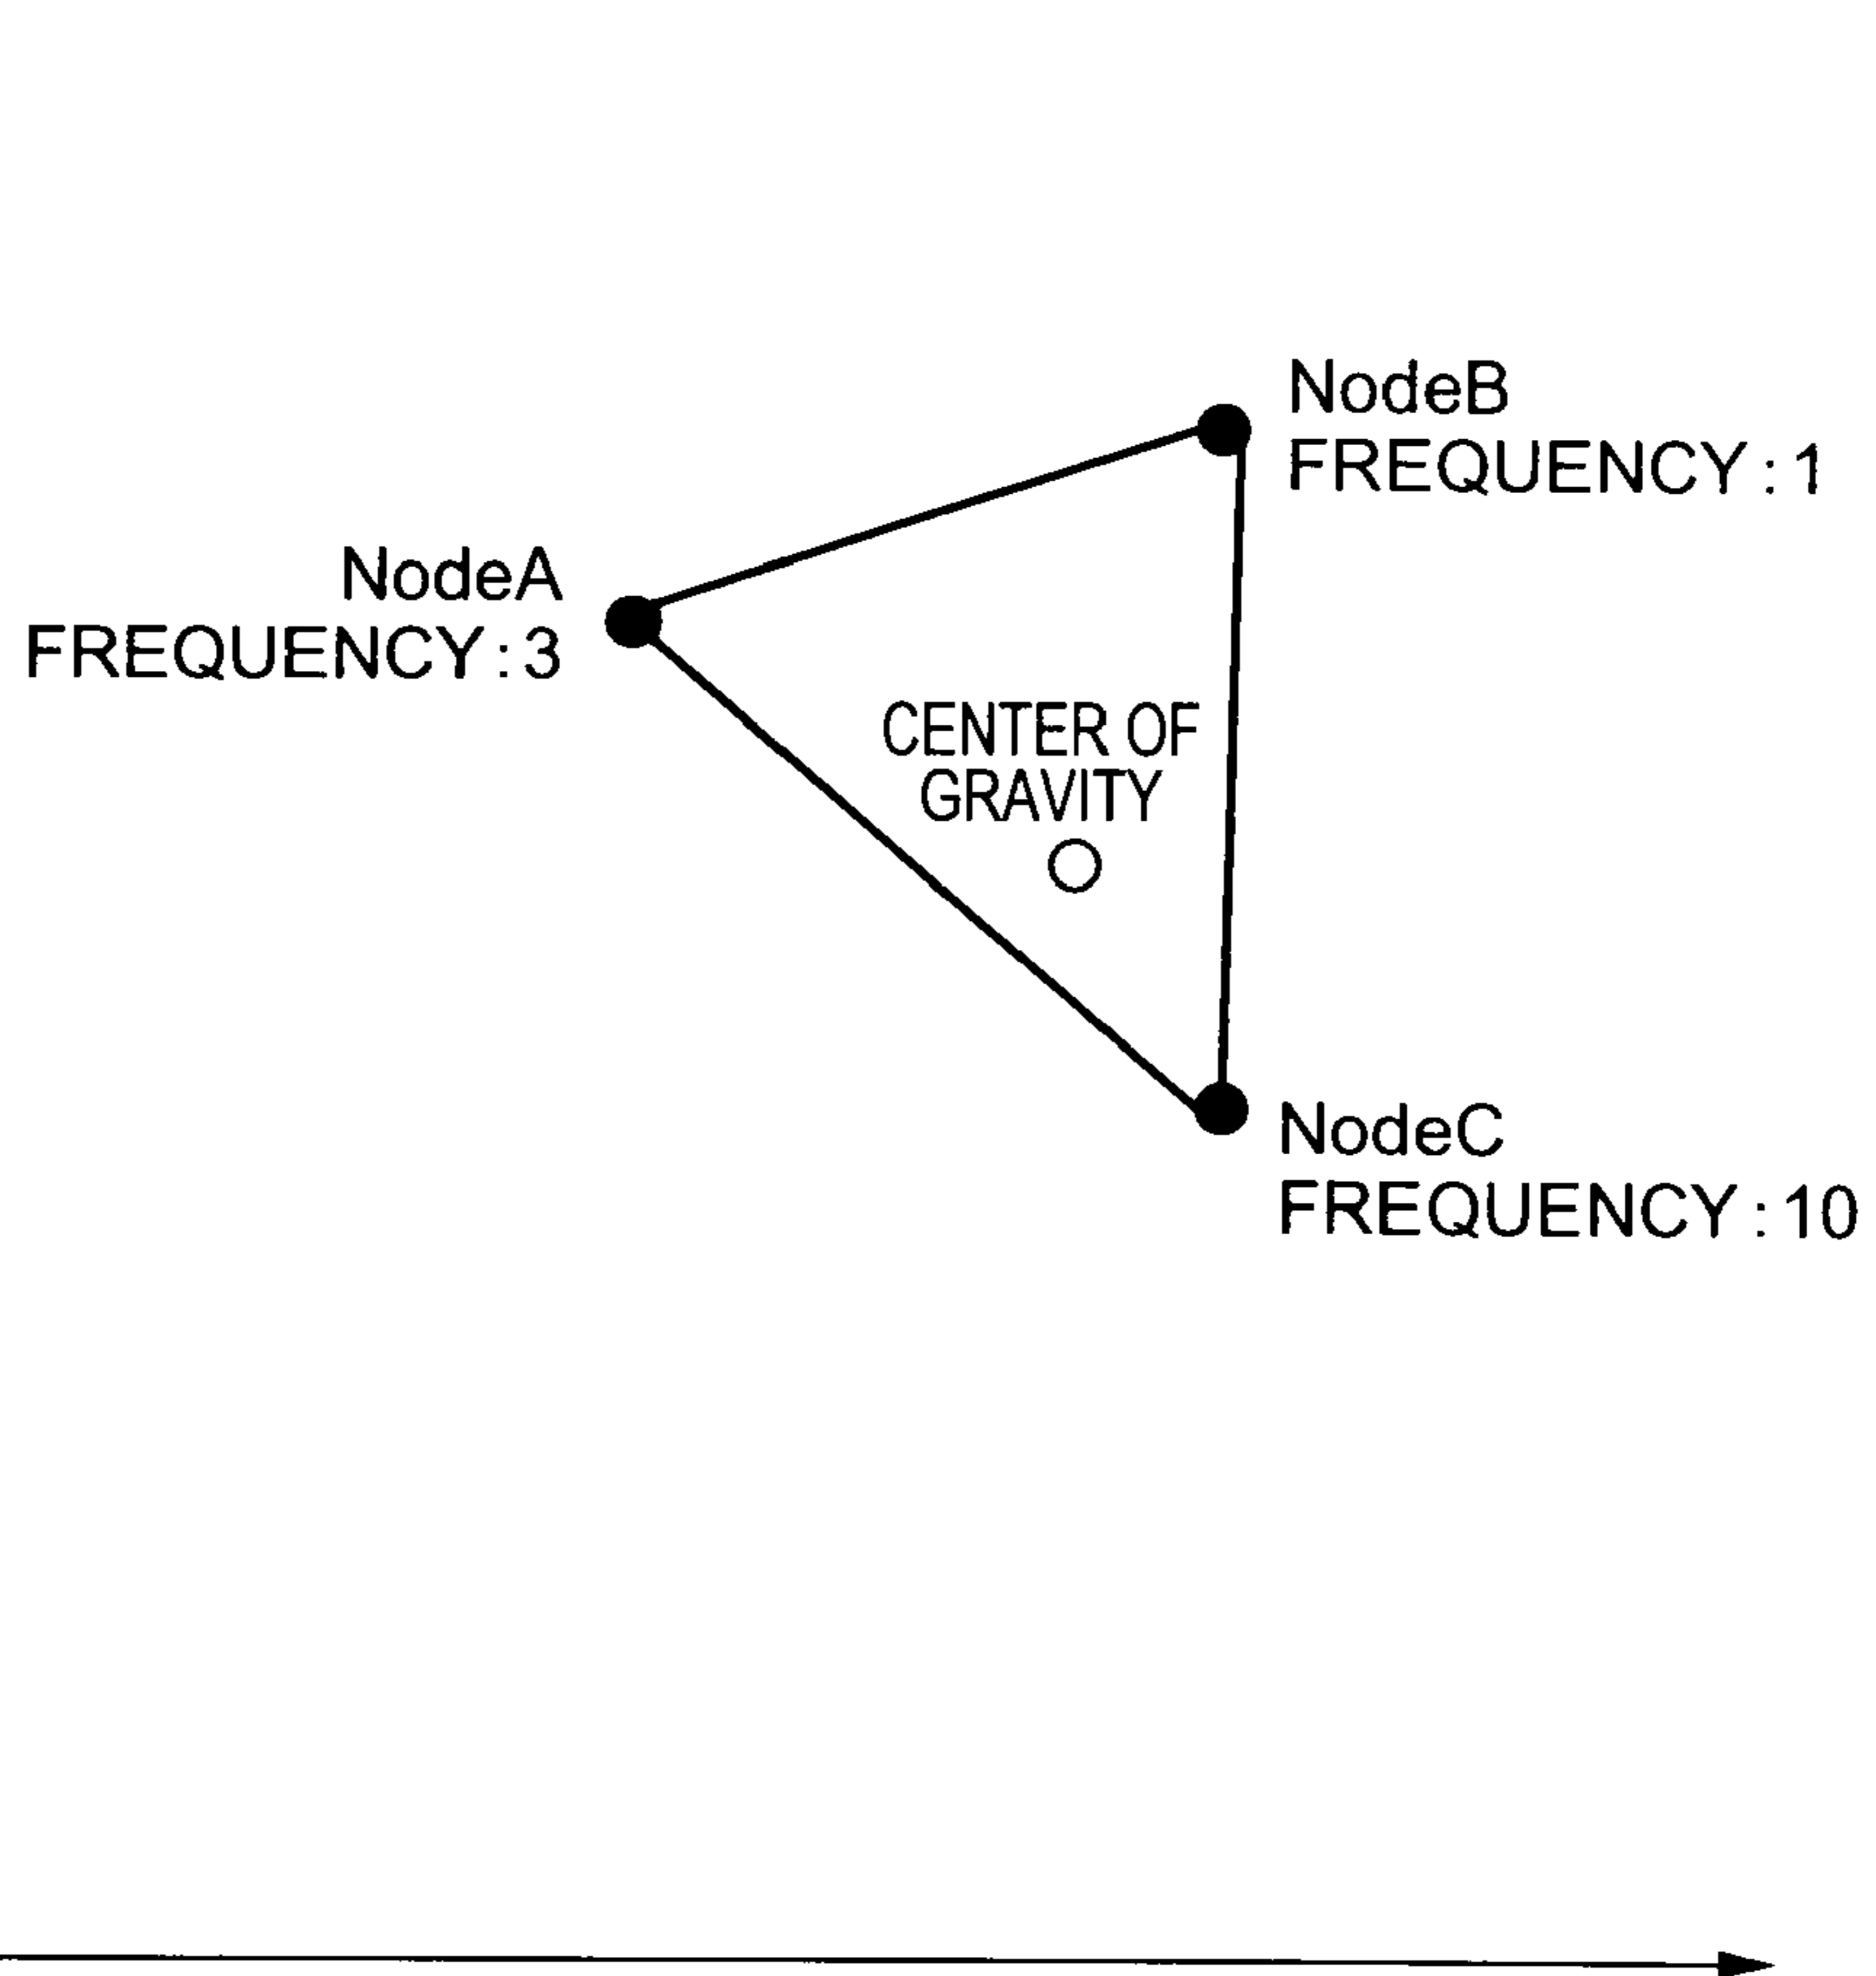 NodeB
FREQUENCY:1
NodeA
FREQUENCY:3
CENTER OF
GRAVITY
NodeC
FREQUENCY:10